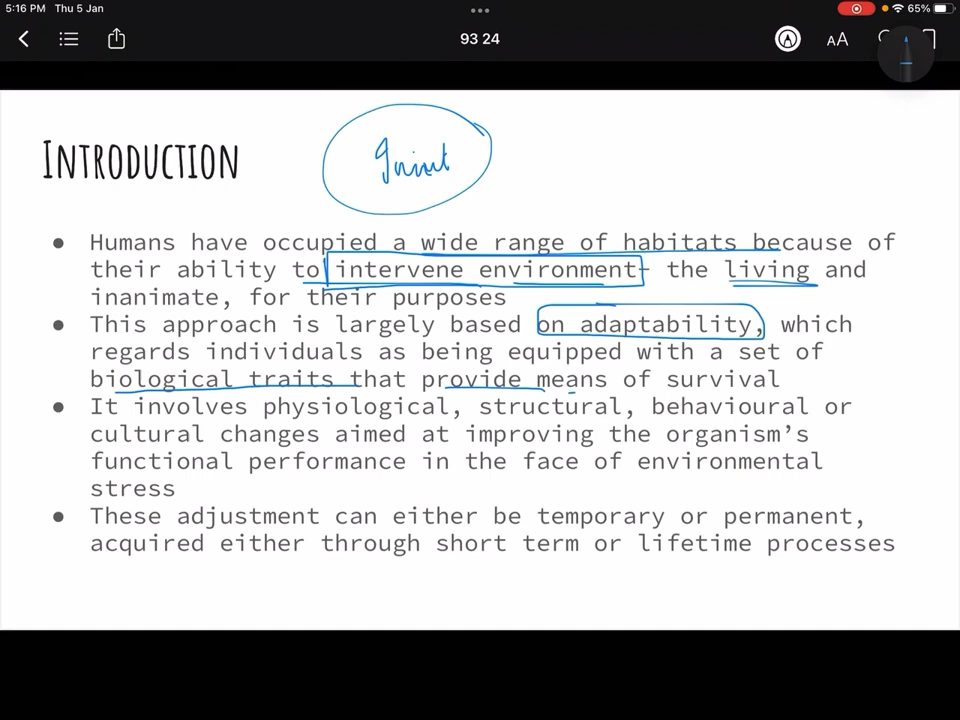 5:16 PM Thu 5 Jan
65%
93 24
AA
INTRODUCTION
● Humans have occupied a wide range of habitats because of
their ability to intervene environment- the living and
inanimate, for their purposes
● This approach is largely based on adaptability, which
regards individuals as being equipped with a set of
biological traits that provide means of survival
● It involves physiological, structural, behavioural or
cultural changes aimed at improving the organism’s
functional performance in the face of environmental
stress
● These adjustment can either be temporary or permanent,
acquired either through short term or lifetime processes